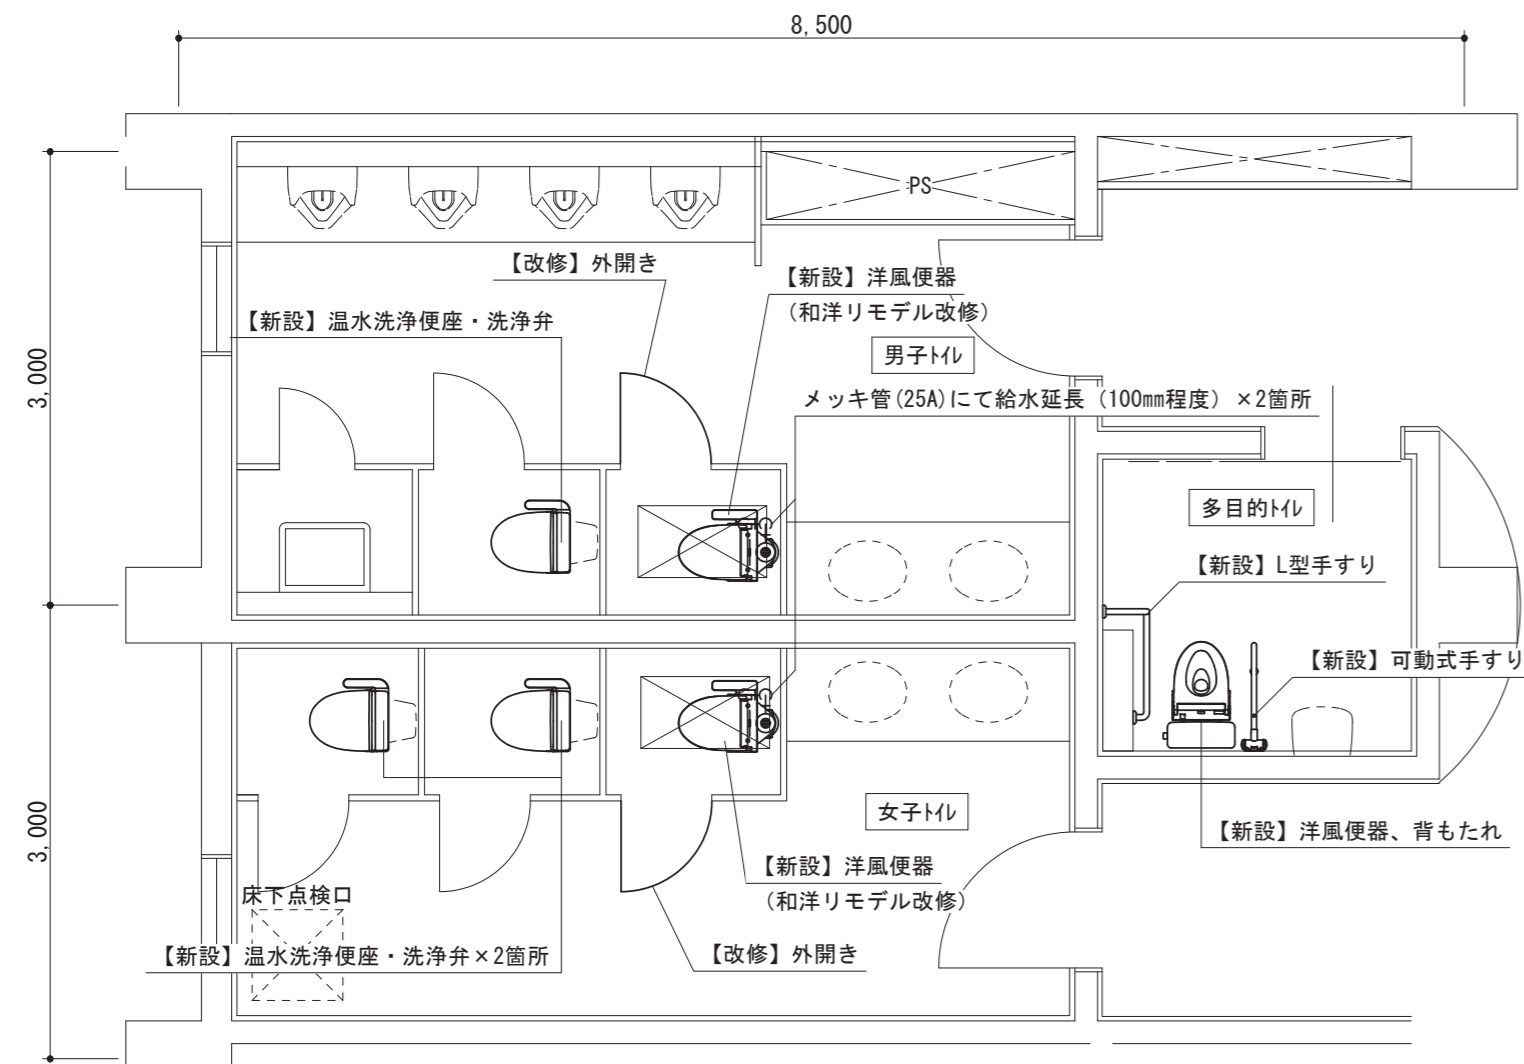 8,500
PS
【改修】外開き
【新設】洋風便器
（和洋リモデル改修）
【新設】温水洗浄便座・洗浄弁
男子ﾄｲﾚ
3,000
メッキ管(25A)にて給水延長（100mm程度）×2箇所
多目的ﾄｲﾚ
【新設】L型手すり
【新設】可動式手すり
女子ﾄｲﾚ
3,000
【新設】洋風便器、背もたれ
【新設】洋風便器
（和洋リモデル改修）
床下点検口
【新設】温水洗浄便座・洗浄弁×2箇所
【改修】外開き